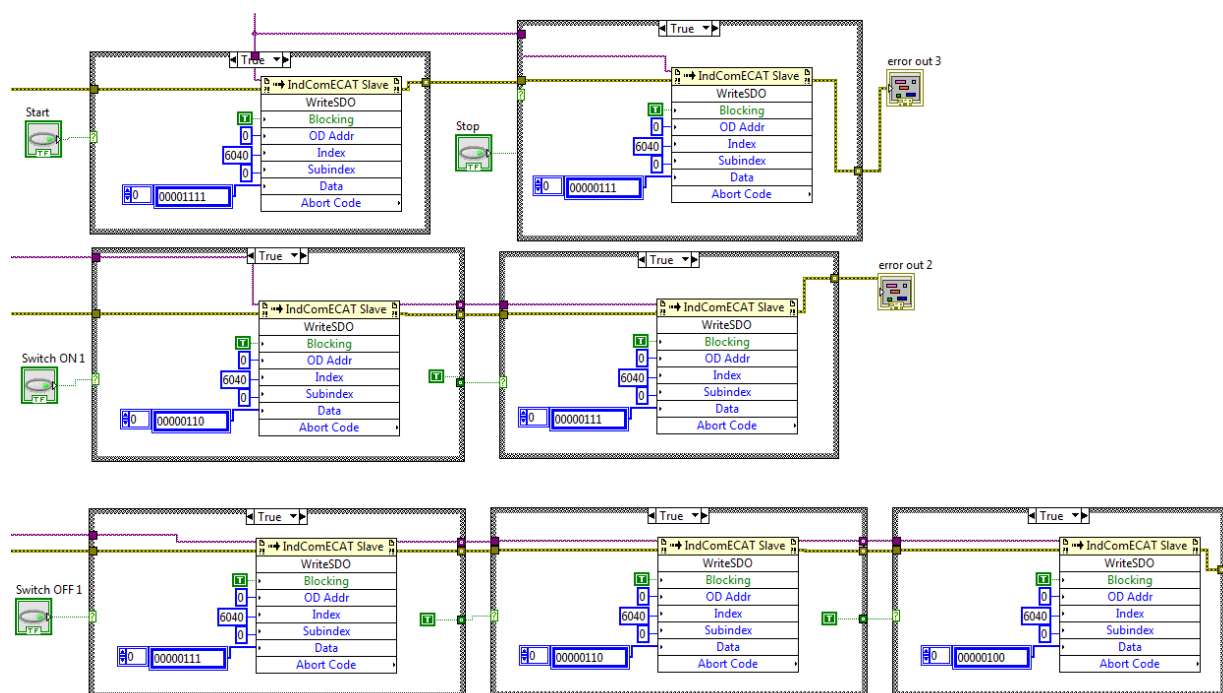 True
IndComECAT Slave
WriteSDO
Blocking
OD Addr
Index
Subindex
Data
Abort Code
Start
TF
T
0
6040
0
0
00001111
True
IndComECAT Slave
WriteSDO
Blocking
OD Addr
Index
Subindex
Data
Abort Code
Stop
TF
T
0
6040
0
0
00000111
error out 3
True
IndComECAT Slave
WriteSDO
Blocking
OD Addr
Index
Subindex
Data
Abort Code
Switch ON 1
TF
T
0
6040
0
0
00000110
T
True
IndComECAT Slave
WriteSDO
Blocking
OD Addr
Index
Subindex
Data
Abort Code
T
0
6040
0
0
00000111
error out 2
True
IndComECAT Slave
WriteSDO
Blocking
OD Addr
Index
Subindex
Data
Abort Code
Switch OFF 1
TF
T
0
6040
0
0
00000111
T
True
IndComECAT Slave
WriteSDO
Blocking
OD Addr
Index
Subindex
Data
Abort Code
T
0
6040
0
0
00000110
T
True
IndComECAT Slave
WriteSDO
Blocking
OD Addr
Index
Subindex
Data
Abort Code
T
0
6040
0
0
00000100